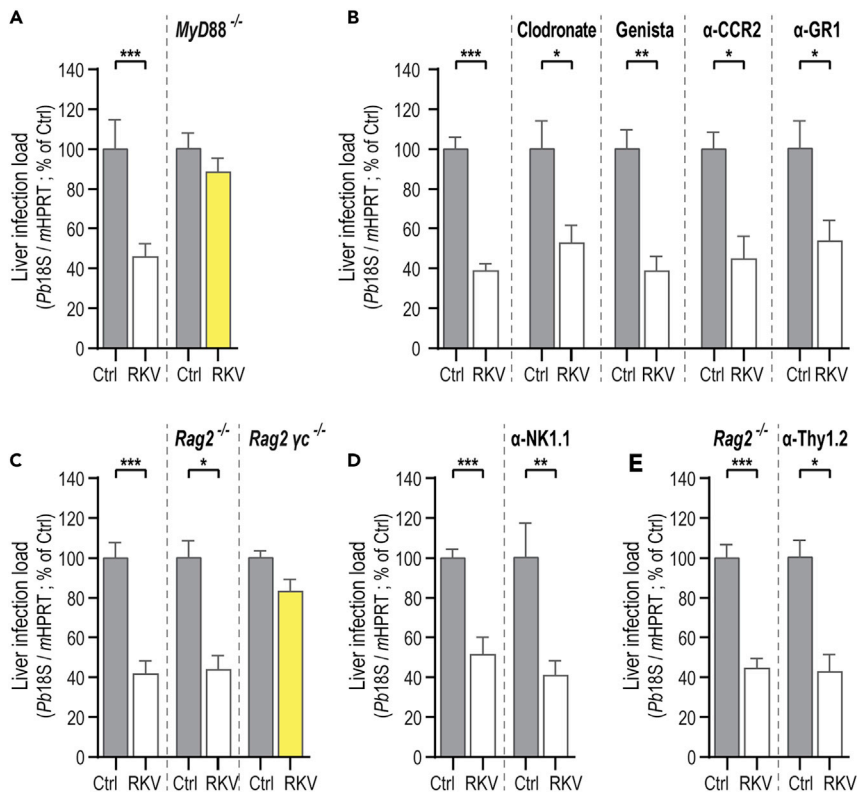 A
MyD88 -/-
***
Liver infection load
(Pb18S / mHPRT ; % of Ctrl)
140
120
100
80
60
40
20
0
Ctrl RKV Ctrl RKV
B
Clodronate Genista α-CCR2 α-GR1
*** * ** * *
Liver infection load
(Pb18S / mHPRT ; % of Ctrl)
140
120
100
80
60
40
20
0
Ctrl RKV Ctrl RKV Ctrl RKV Ctrl RKV Ctrl RKV
C
Rag2 -/- Rag2 γc -/-
*** *
Liver infection load
(Pb18S / mHPRT ; % of Ctrl)
140
120
100
80
60
40
20
0
Ctrl RKV Ctrl RKV Ctrl RKV
D
α-NK1.1
*** **
Liver infection load
(Pb18S / mHPRT ; % of Ctrl)
140
120
100
80
60
40
20
0
Ctrl RKV Ctrl RKV
E
Rag2 -/- α-Thy1.2
*** *
Liver infection load
(Pb18S / mHPRT ; % of Ctrl)
140
120
100
80
60
40
20
0
Ctrl RKV Ctrl RKV